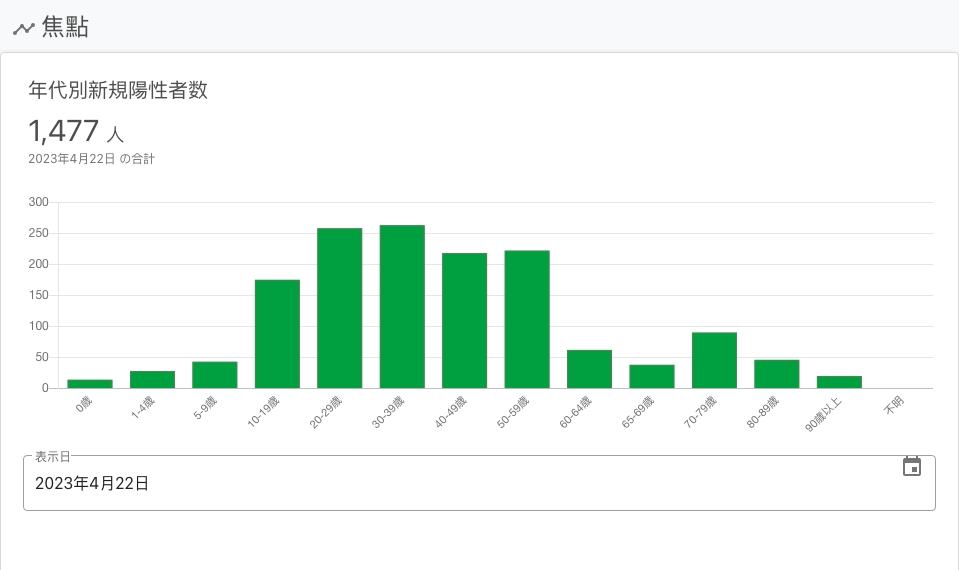 焦點
年代別新規陽性者数
1,477 人
2023年4月22日 の合計
300
250
200
150
100
50
0
0歳
1-4歳
5-9歳
10-19歳
20-29歳
30-39歳
40-49歳
50-59歳
60-64歳
65-69歳
70-79歳
80-89歳
90歳以上
不明
表示日
2023年4月22日